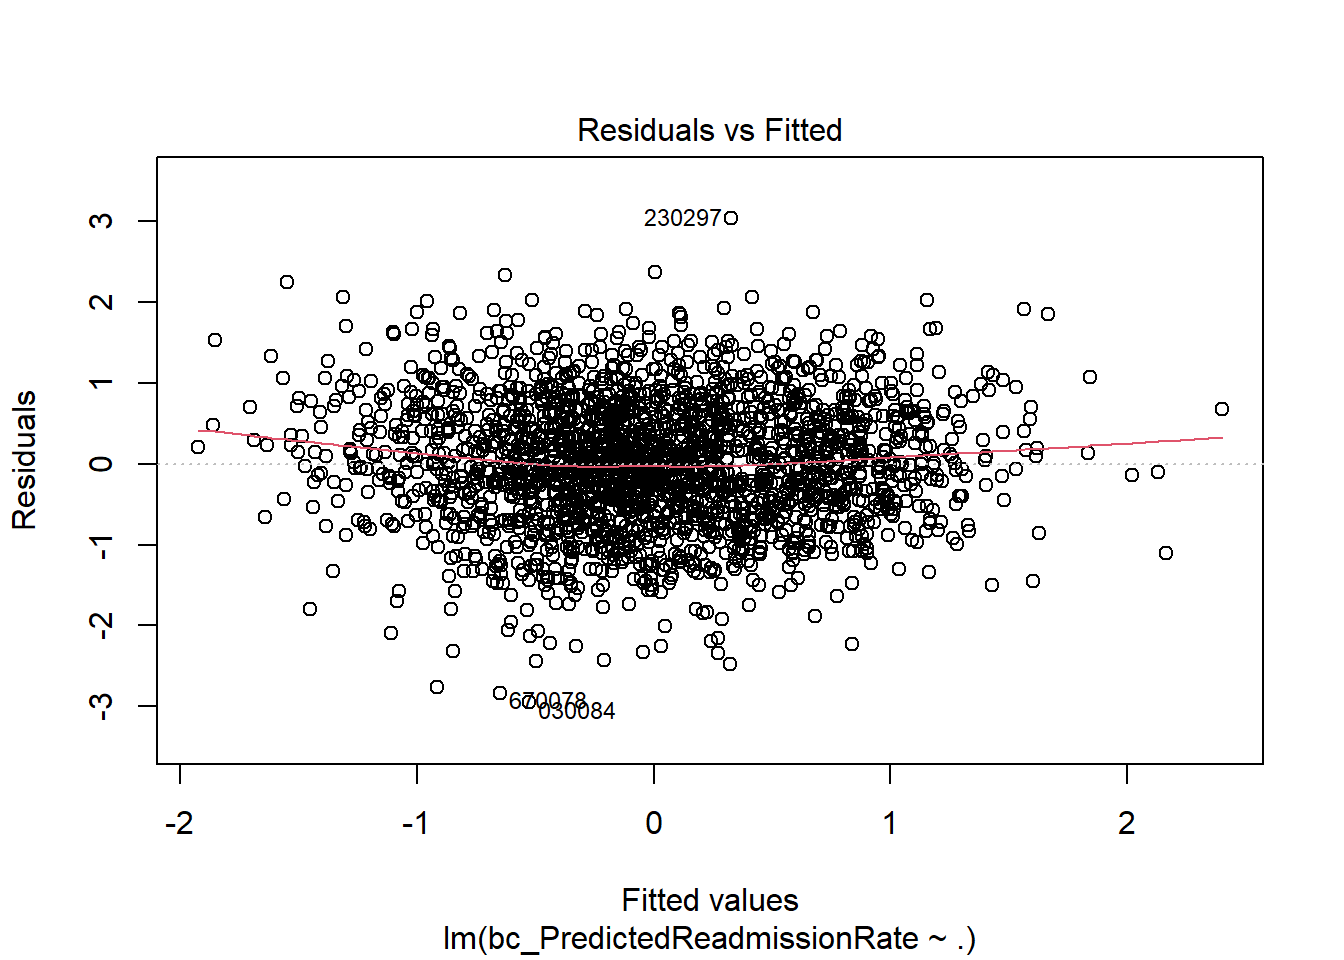 Residuals vs Fitted
Residuals
3
2
1
0
-1
-2
-3
230297
670078
030084
-2 -1 0 1 2
Fitted values
lm(bc_PredictedReadmissionRate ~ .)